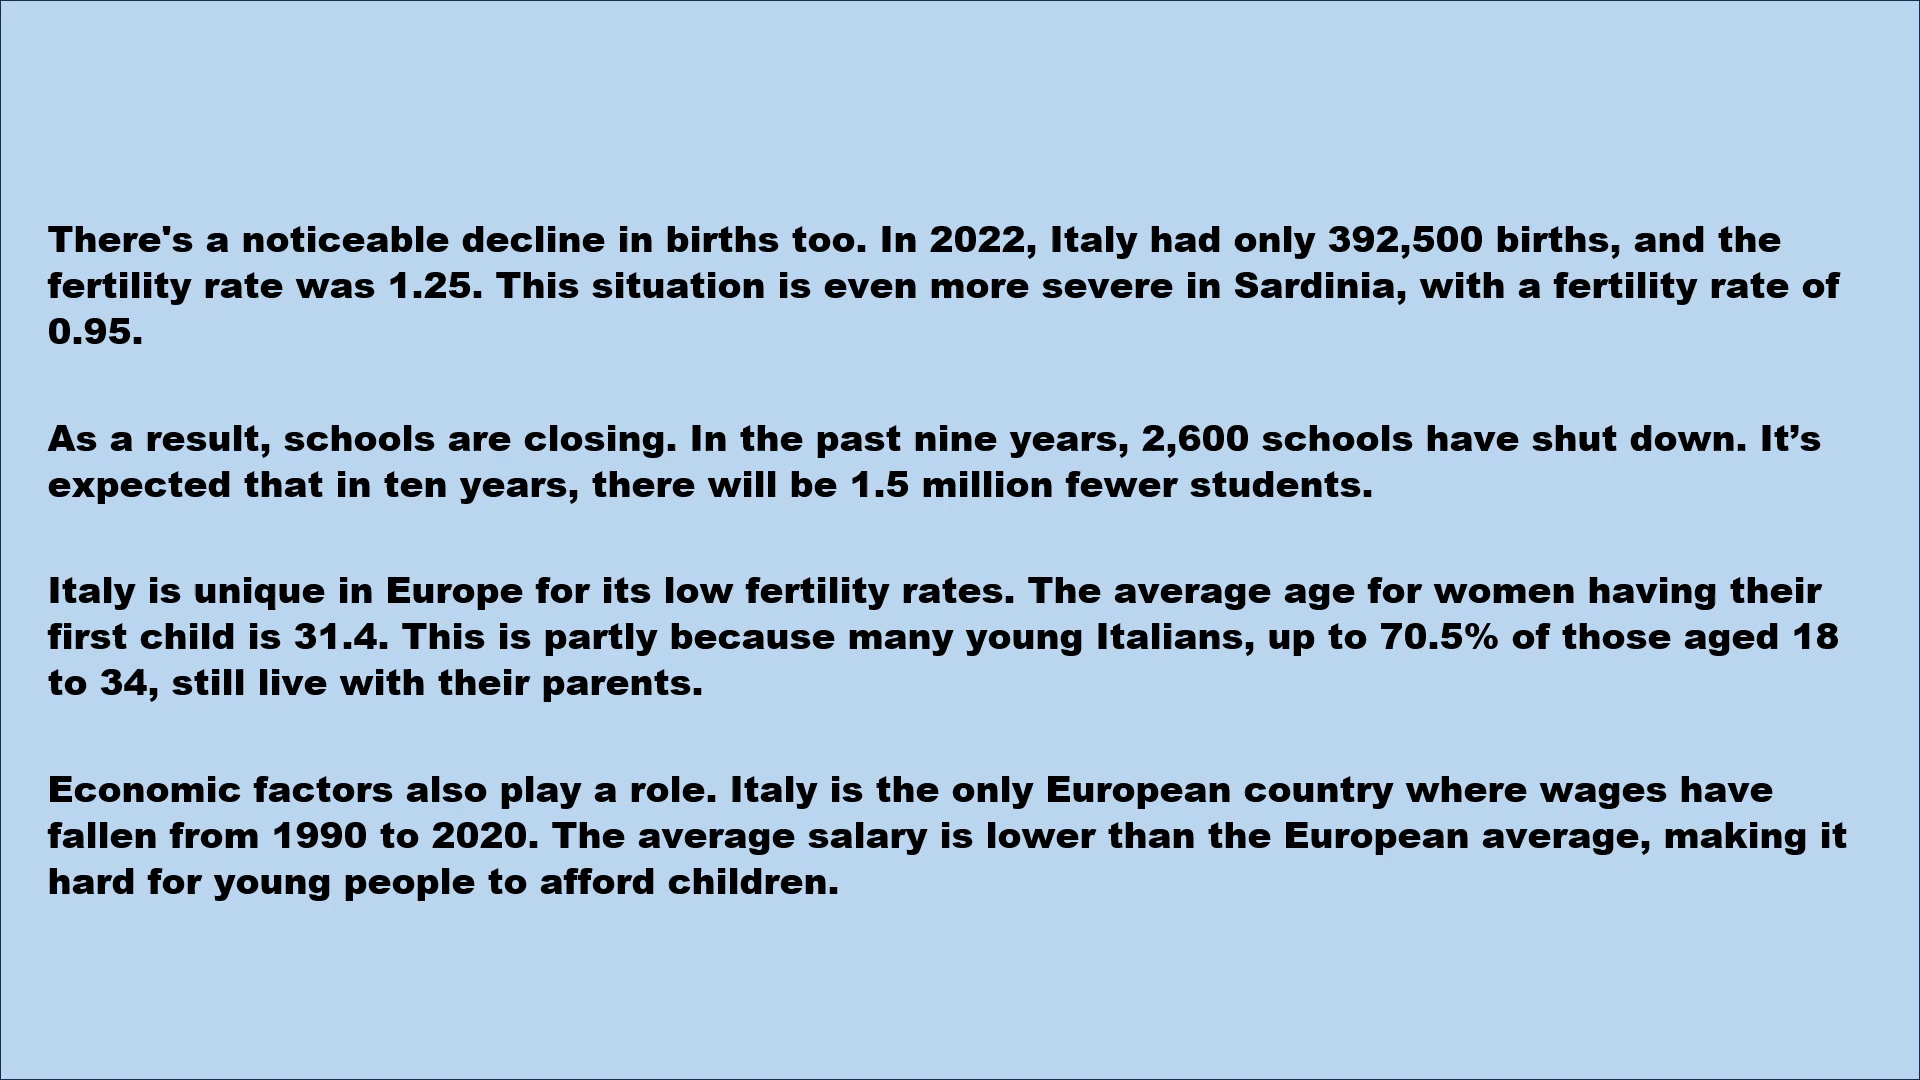 There's a noticeable decline in births too. In 2022, Italy had only 392,500 births, and the
fertility rate was 1.25. This situation is even more severe in Sardinia, with a fertility rate of
0.95.
As a result, schools are closing. In the past nine years, 2,600 schools have shut down. It’s
expected that in ten years, there will be 1.5 million fewer students.
Italy is unique in Europe for its low fertility rates. The average age for women having their
first child is 31.4. This is partly because many young Italians, up to 70.5% of those aged 18
to 34, still live with their parents.
Economic factors also play a role. Italy is the only European country where wages have
fallen from 1990 to 2020. The average salary is lower than the European average, making it
hard for young people to afford children.